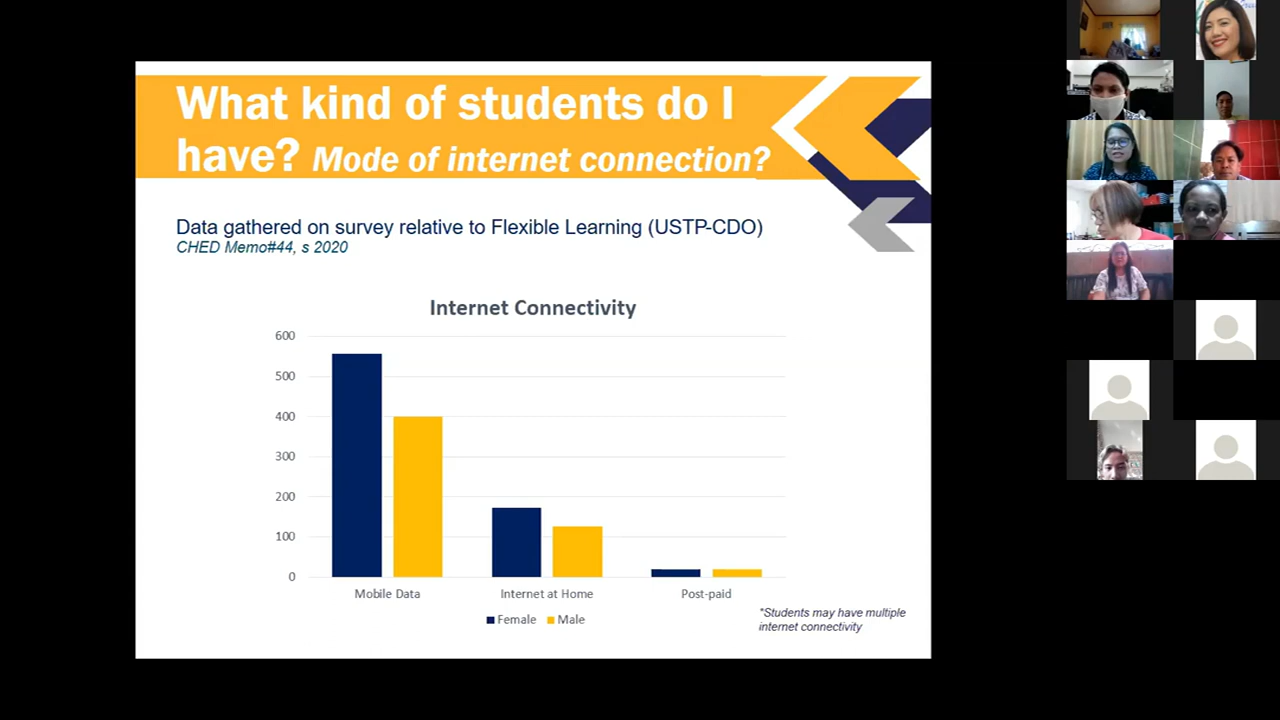 What kind of students do I
have? Mode of internet connection?
Data gathered on survey relative to Flexible Learning (USTP-CDO)
CHED Memo#44, s 2020
Internet Connectivity
600
500
400
300
200
100
0
Mobile Data
Internet at Home
Post-paid
Female
Male
*Students may have multiple
internet connectivity